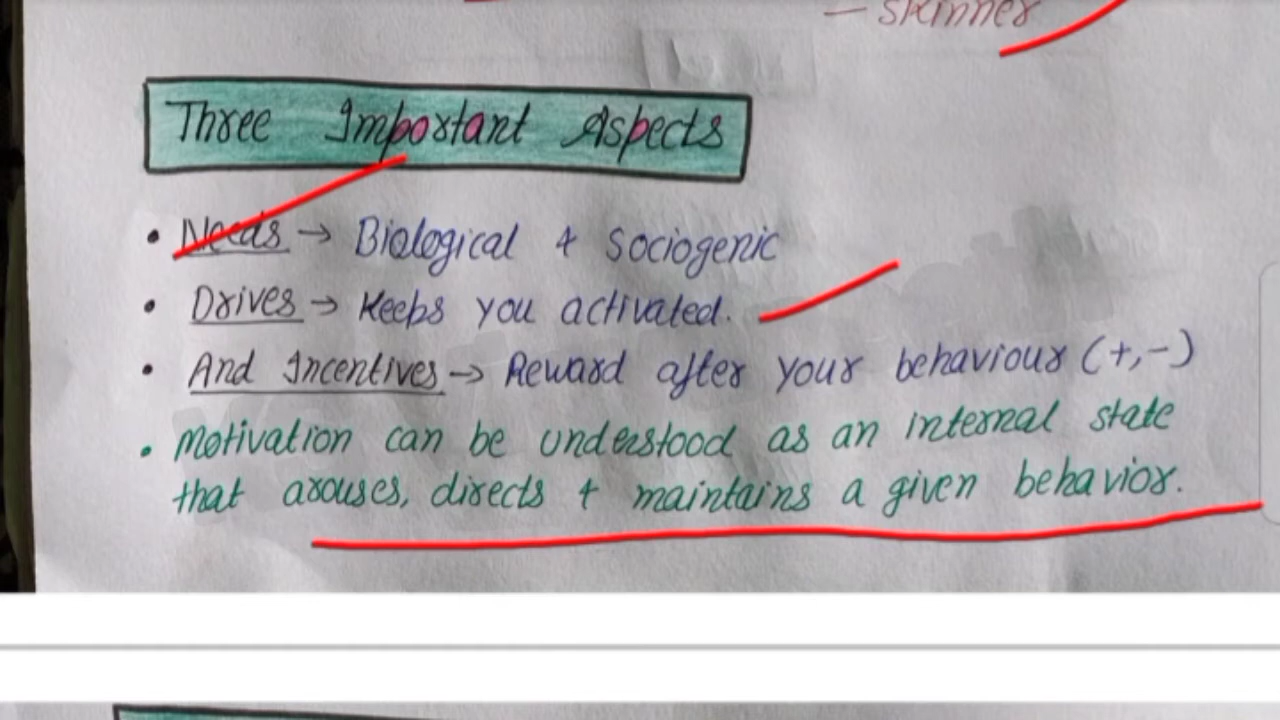 — Skinner
Three Important Aspects
• Needs → Biological & Sociogenic
• Drives → Keeps you activated.
• And Incentives → Reward after your behaviour (+,-)
• Motivation can be understood as an internal state
that arouses, directs & maintains a given behavior.